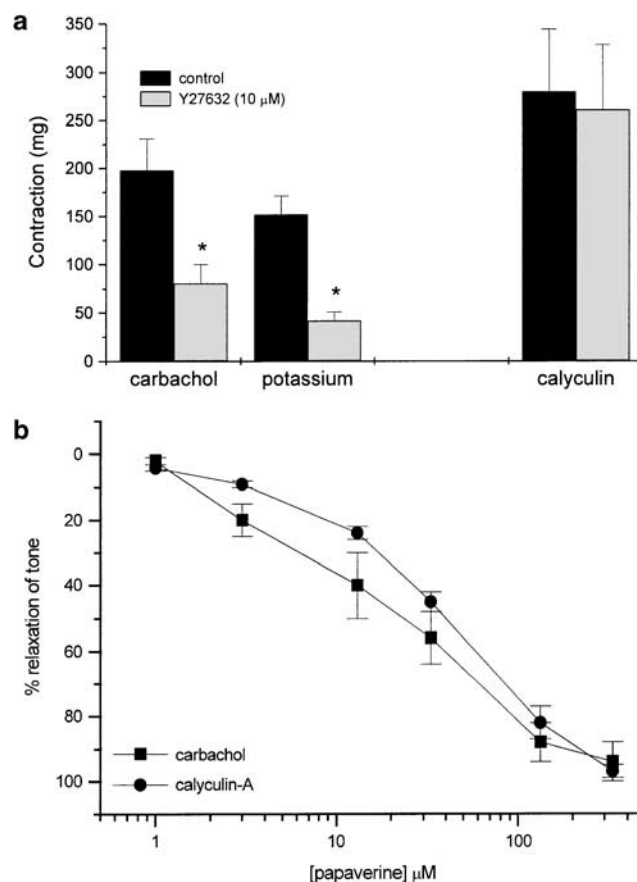 a
350
300
250
200
150
100
50
0
Contraction (mg)
control
Y27632 (10 μM)
*
*
carbachol
potassium
calyculin
b
0
20
40
60
80
100
% relaxation of tone
carbachol
calyculin-A
1
10
100
[papaverine] μM